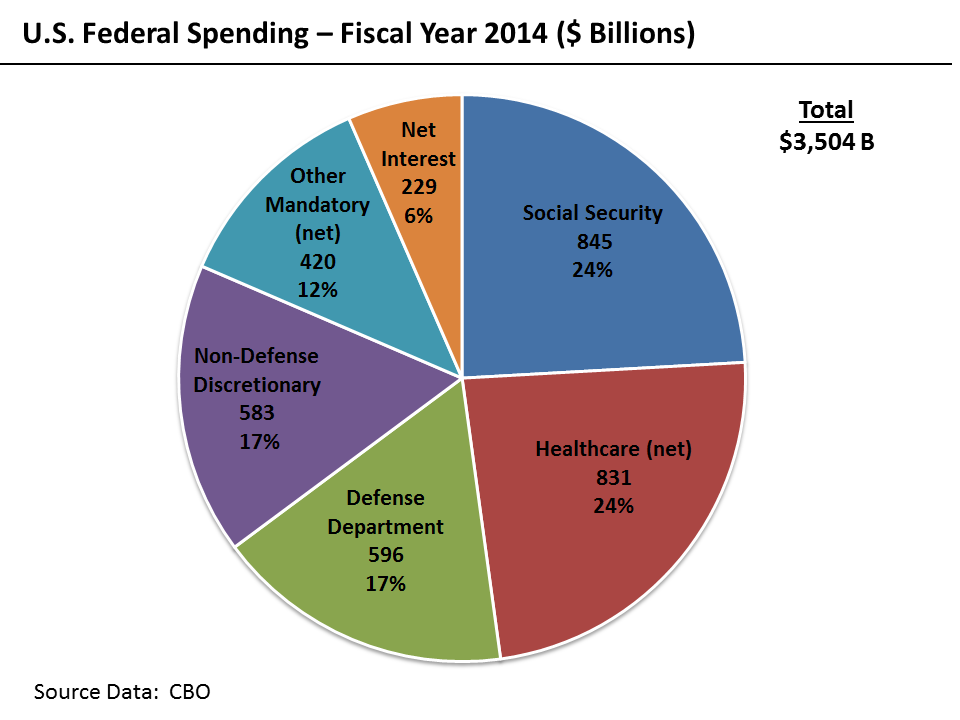 U.S. Federal Spending – Fiscal Year 2014 ($ Billions)
Total
$3,504 B
Net
Interest
229
6%
Social Security
845
24%
Other
Mandatory
(net)
420
12%
Non-Defense
Discretionary
583
17%
Healthcare (net)
831
24%
Defense
Department
596
17%
Source Data:  CBO